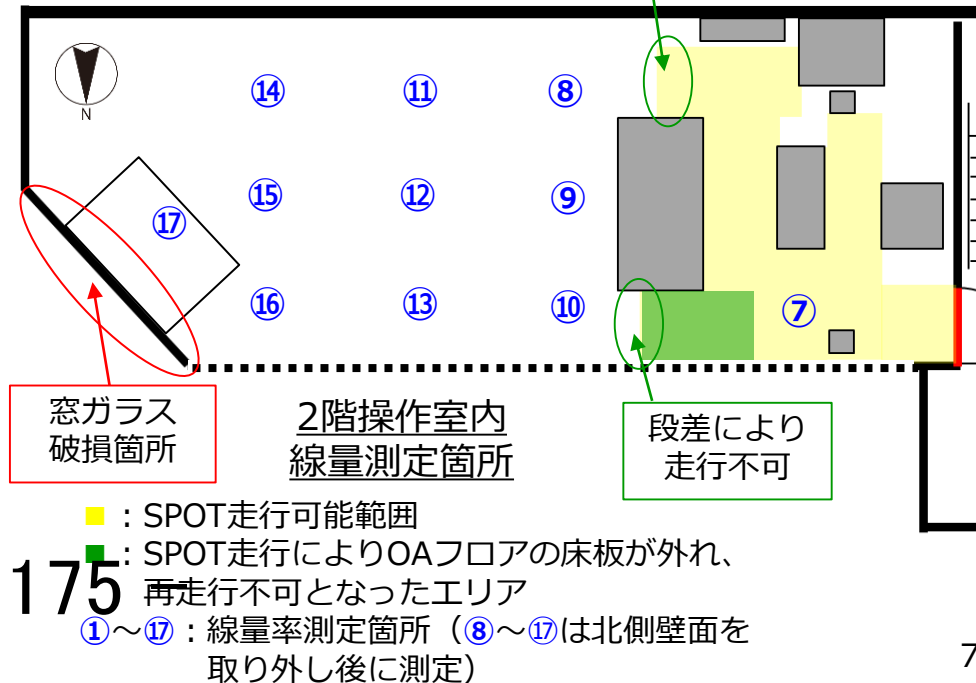 N
⑭ ⑪ ⑧
⑰ ⑮ ⑫ ⑨
⑯ ⑬ ⑩ ⑦
窓ガラス
破損箇所
2階操作室内
線量測定箇所
段差により
走行不可
■：SPOT走行可能範囲
■：SPOT走行によりOAフロアの床板が外れ、
再走行不可となったエリア
①～⑰：線量率測定箇所（⑧～⑰は北側壁面を
取り外し後に測定）
175
7